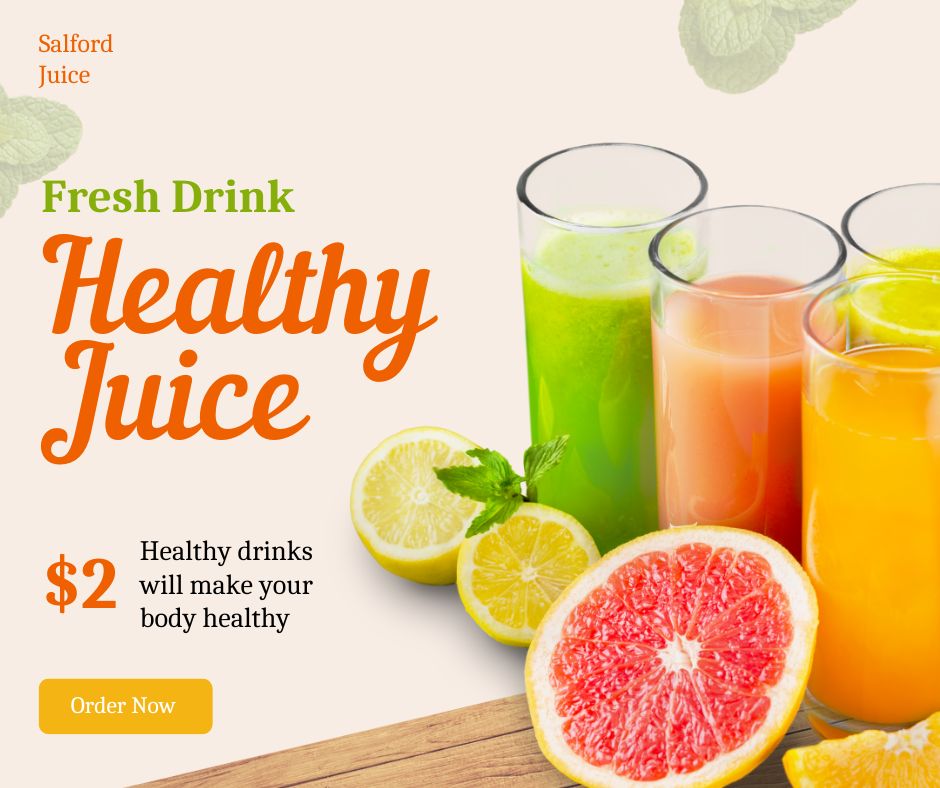 Salford
Juice
Fresh Drink
Healthy
Juice
$2
Healthy drinks
will make your
body healthy
Order Now